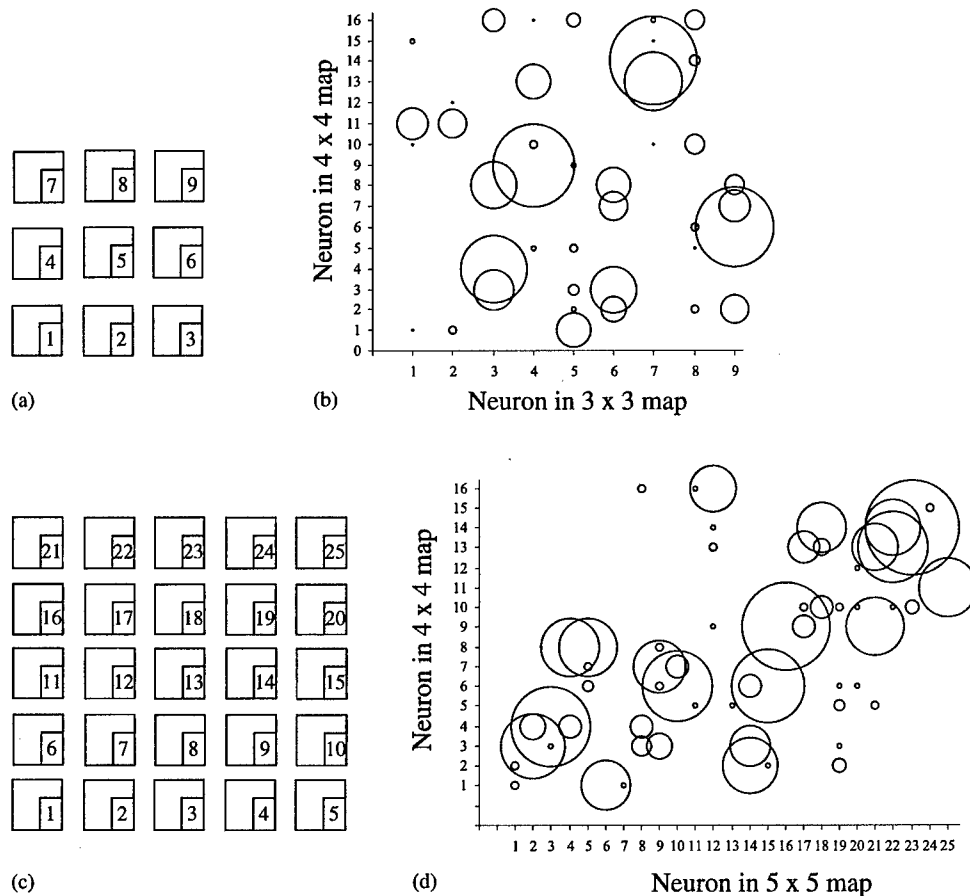 7 8 9
4 5 6
1 2 3
(a)
Neuron in 4 x 4 map
16
15
14
13
12
11
10
9
8
7
6
5
4
3
2
1
0
1 2 3 4 5 6 7 8 9
(b)
Neuron in 3 x 3 map
21 22 23 24 25
16 17 18 19 20
11 12 13 14 15
6 7 8 9 10
1 2 3 4 5
(c)
Neuron in 4 x 4 map
16
15
14
13
12
11
10
9
8
7
6
5
4
3
2
1
1 2 3 4 5 6 7 8 9 10 11 12 13 14 15 16 17 18 19 20 21 22 23 24 25
(d)
Neuron in 5 x 5 map